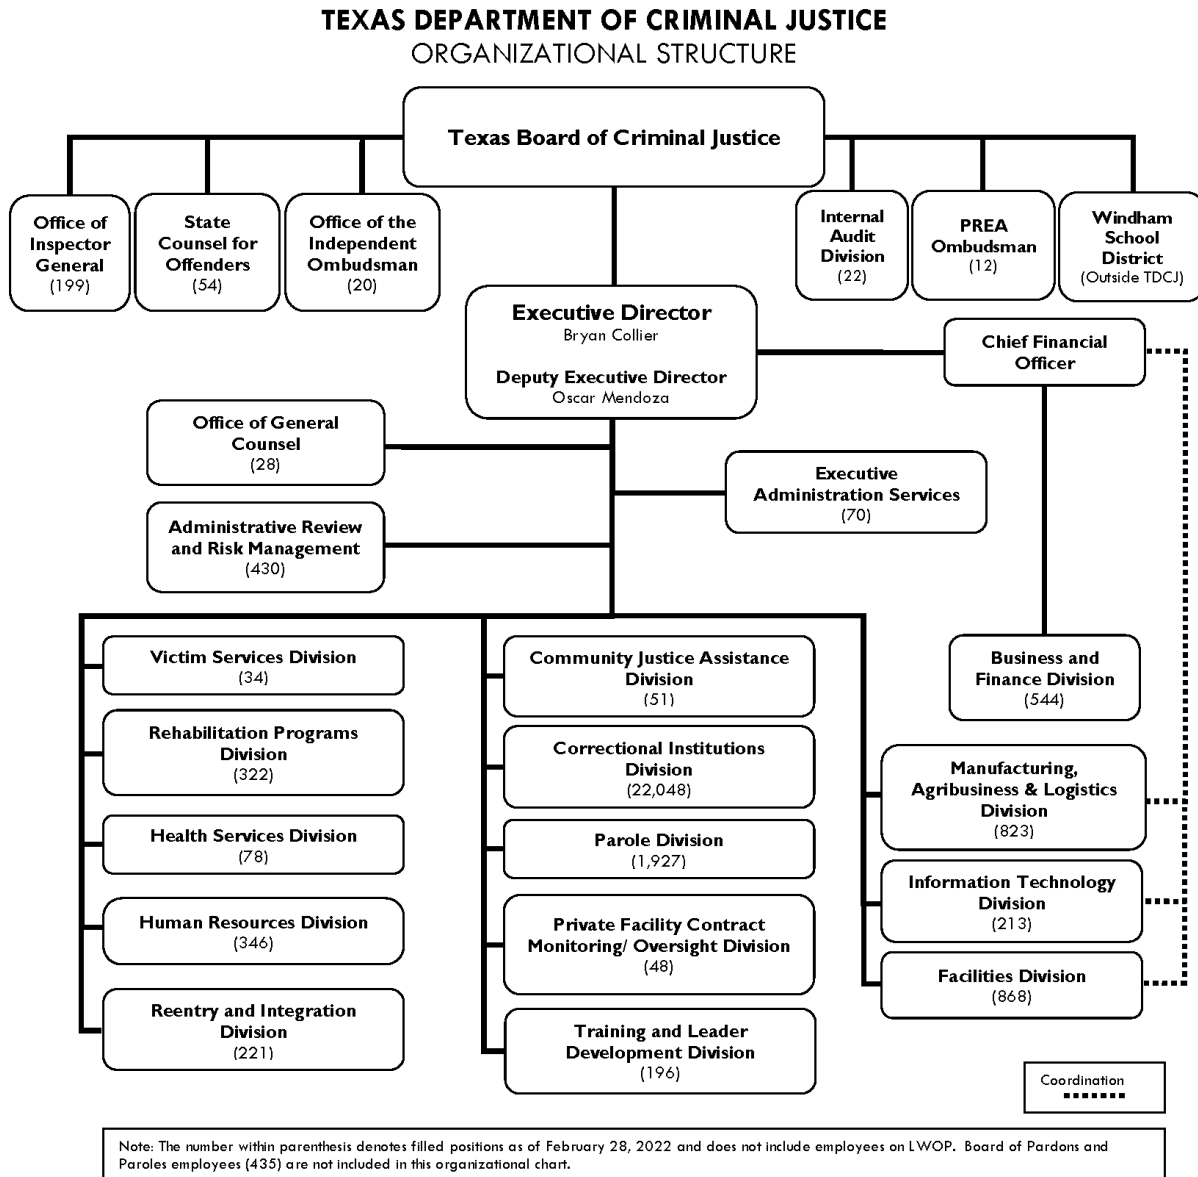 TEXAS DEPARTMENT OF CRIMINAL JUSTICE
ORGANIZATIONAL STRUCTURE
Texas Board of Criminal Justice
Office of
Inspector
General
(199)
State
Counsel for
Offenders
(54)
Office of the
Independent
Ombudsman
(20)
Internal
Audit
Division
(22)
PREA
Ombudsman
(12)
Windham
School
District
(Outside TDCJ)
Executive Director
Bryan Collier
Deputy Executive Director
Oscar Mendoza
Chief Financial
Officer
Office of General
Counsel
(28)
Executive
Administration Services
(70)
Administrative Review
and Risk Management
(430)
Victim Services Division
(34)
Rehabilitation Programs
Division
(322)
Health Services Division
(78)
Human Resources Division
(346)
Reentry and Integration
Division
(221)
Community Justice Assistance
Division
(51)
Correctional Institutions
Division
(22,048)
Parole Division
(1,927)
Private Facility Contract
Monitoring/ Oversight Division
(48)
Training and Leader
Development Division
(196)
Business and
Finance Division
(544)
Manufacturing,
Agribusiness & Logistics
Division
(823)
Information Technology
Division
(213)
Facilities Division
(868)
Coordination
Note: The number within parenthesis denotes filled positions as of February 28, 2022 and does not include employees on LWOP. Board of Pardons and
Paroles employees (435) are not included in this organizational chart.